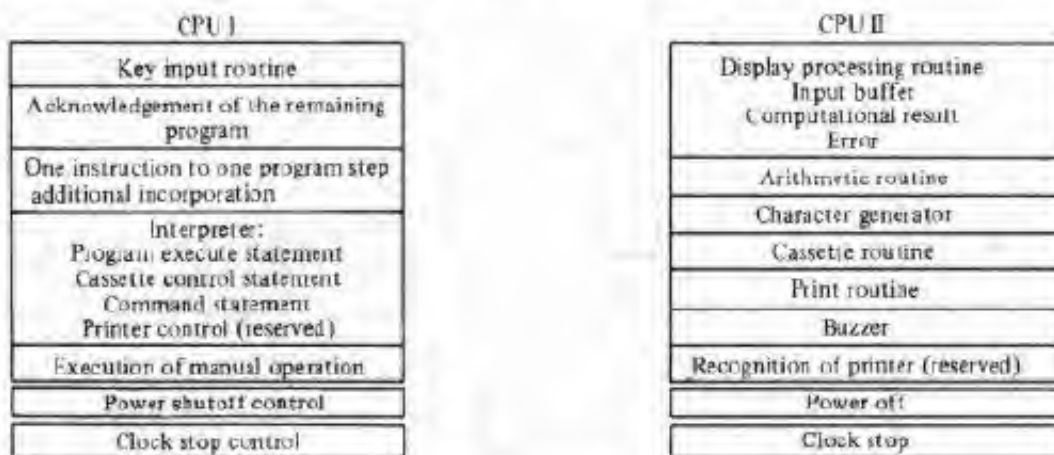 CPU I
Key input routine
Acknowledgement of the remaining
program
One instruction to one program step
additional incorporation
Interpreter:
Program execute statement
Cassette control statement
Command statement
Printer control (reserved)
Execution of manual operation
Power shutoff control
Clock stop control
CPU II
Display processing routine
Input buffer
Computational result
Error
Arithmetic routine
Character generator
Cassette routine
Print routine
Buzzer
Recognition of printer (reserved)
Power off
Clock stop